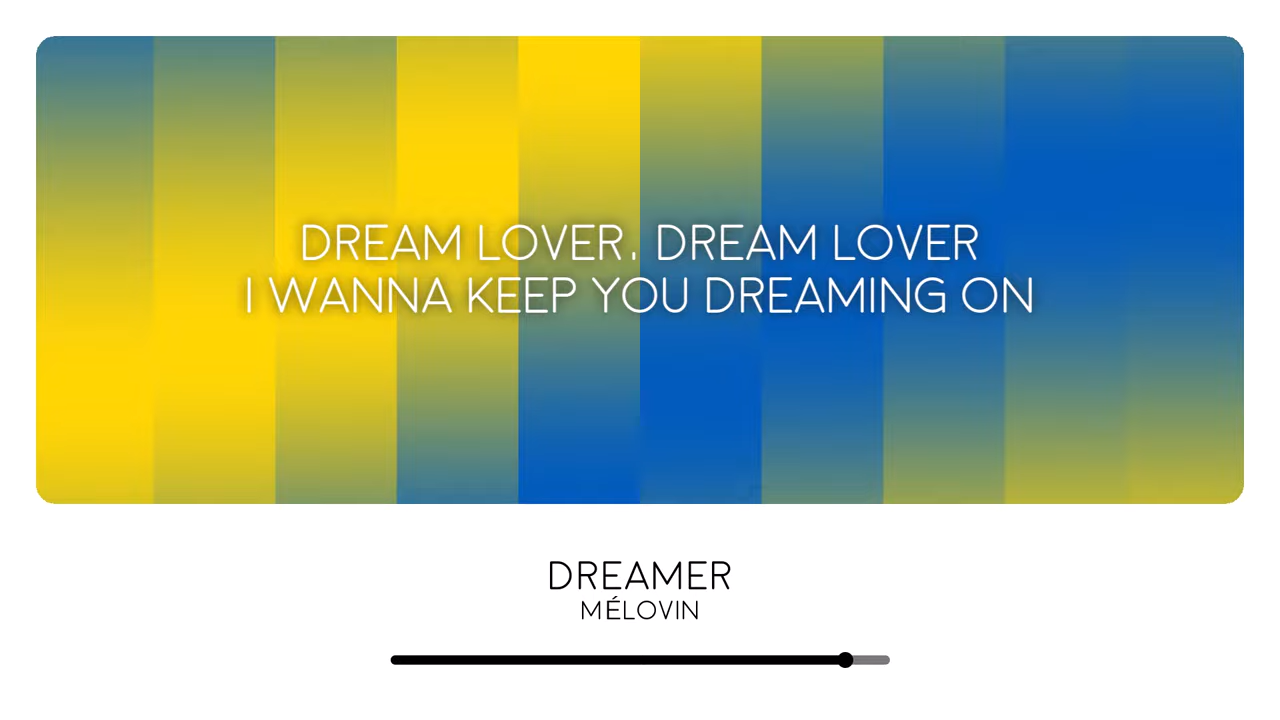 DREAM LOVER, DREAM LOVER
I WANNA KEEP YOU DREAMING ON
DREAMER
MÉLOVIN